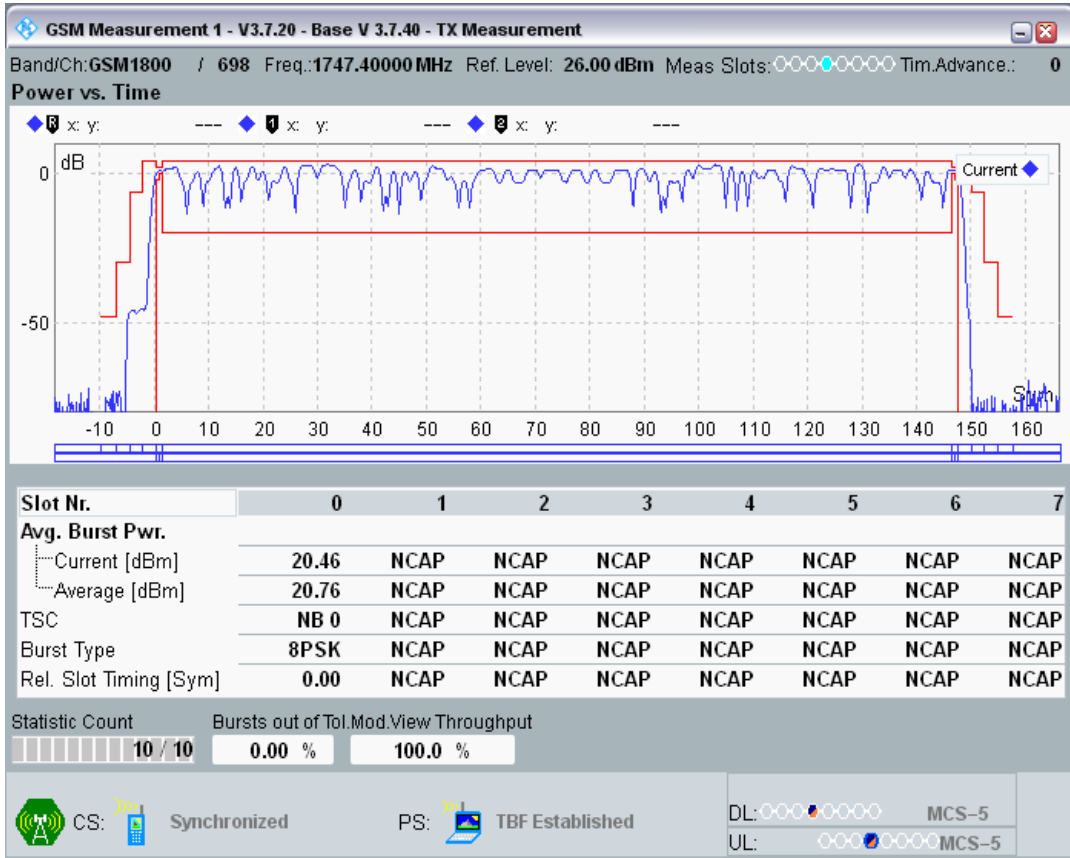 GSM Measurement 1 - V3.7.20 - Base V 3.7.40 - TX Measurement
Band/Ch:GSM1800 / 698 Freq.:1747.40000 MHz Ref. Level: 26.00 dBm Meas Slots: Tim.Advance.: 0
Power vs. Time
R x: y: --- 1 x: y: --- 2 x: y: ---
dB
Current
0
-50
Sym
-10 0 10 20 30 40 50 60 70 80 90 100 110 120 130 140 150 160
Slot Nr. 0 1 2 3 4 5 6 7
Avg. Burst Pwr.
Current [dBm] 20.46 NCAP NCAP NCAP NCAP NCAP NCAP NCAP
Average [dBm] 20.76 NCAP NCAP NCAP NCAP NCAP NCAP NCAP
TSC NB 0 NCAP NCAP NCAP NCAP NCAP NCAP NCAP
Burst Type 8PSK NCAP NCAP NCAP NCAP NCAP NCAP NCAP
Rel. Slot Timing [Sym] 0.00 NCAP NCAP NCAP NCAP NCAP NCAP NCAP
Statistic Count Bursts out of Tol.Mod.View Throughput
10 / 10 0.00 % 100.0 %
CS: Synchronized PS: TBF Established DL: MCS-5
UL: MCS-5